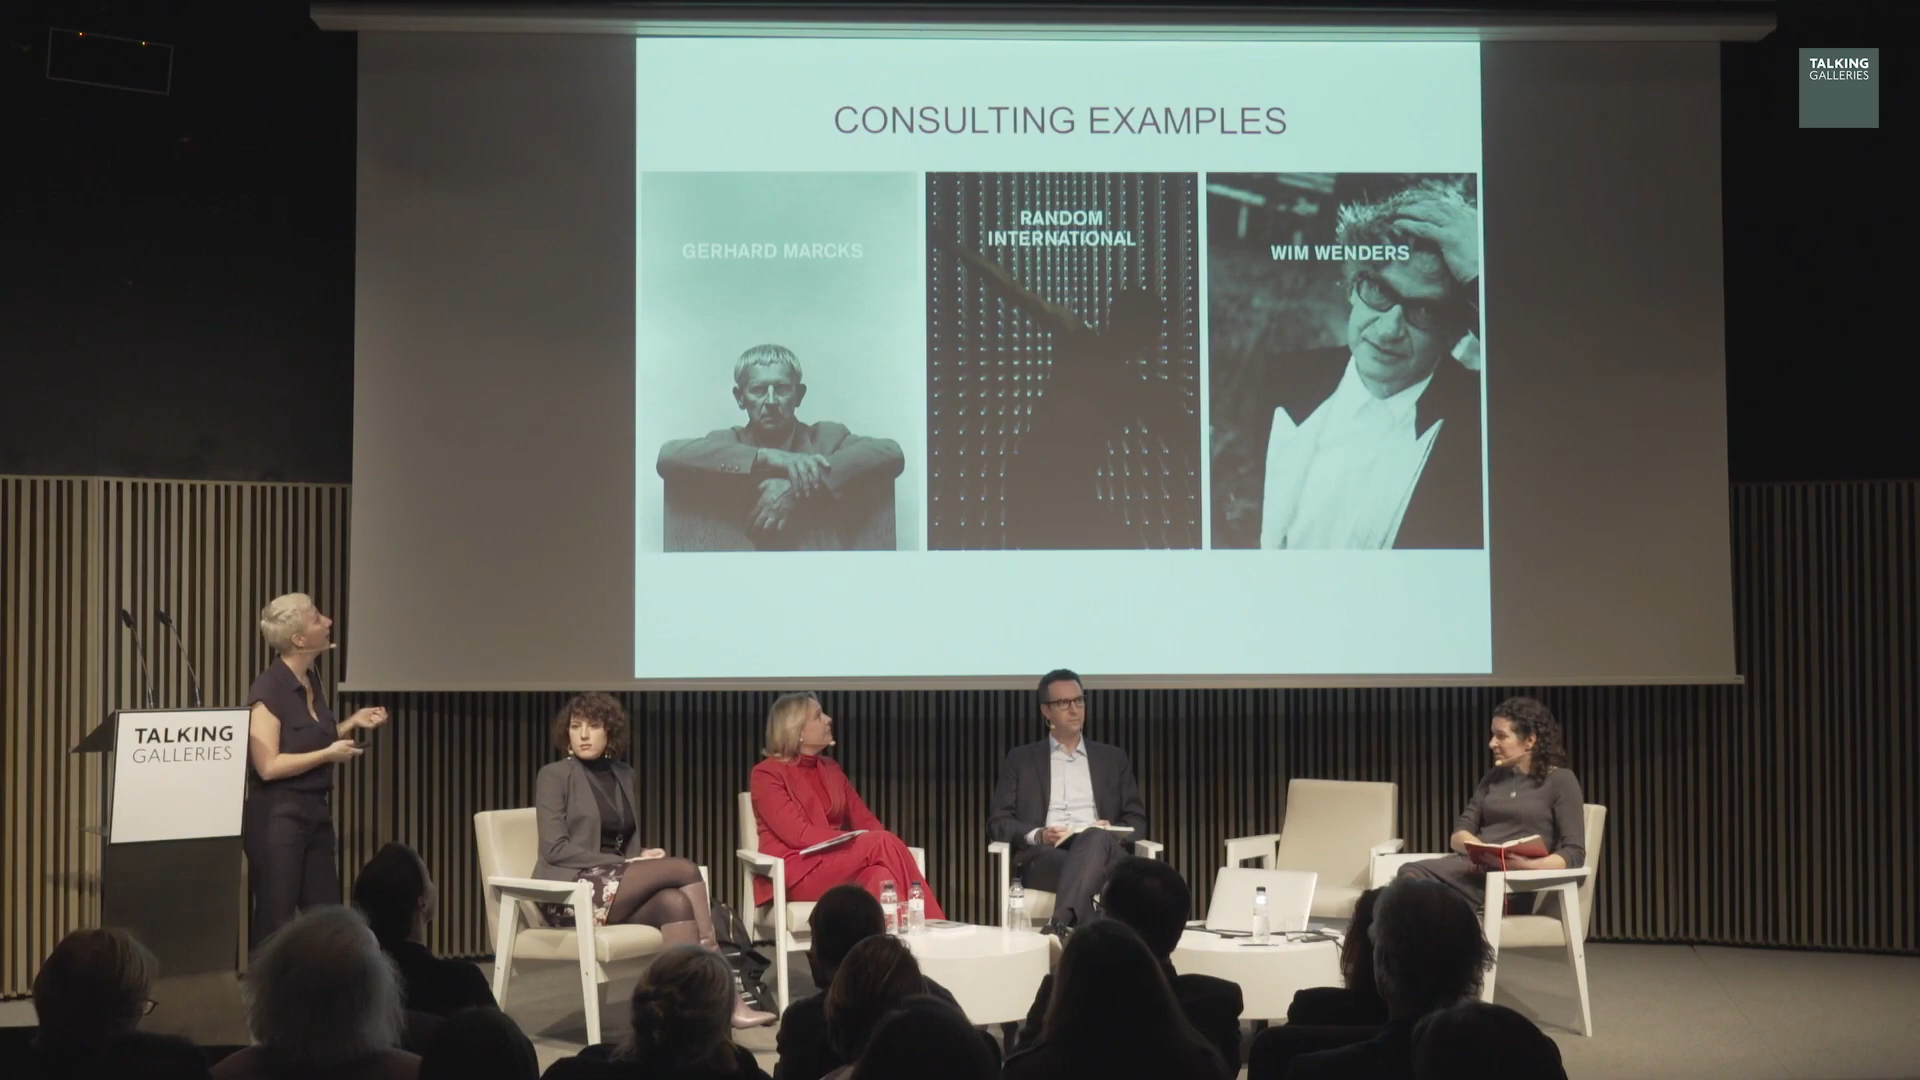 CONSULTING EXAMPLES
GERHARD MARCKS
RANDOM
INTERNATIONAL
WIM WENDERS
TALKING
GALLERIES
TALKING
GALLERIES